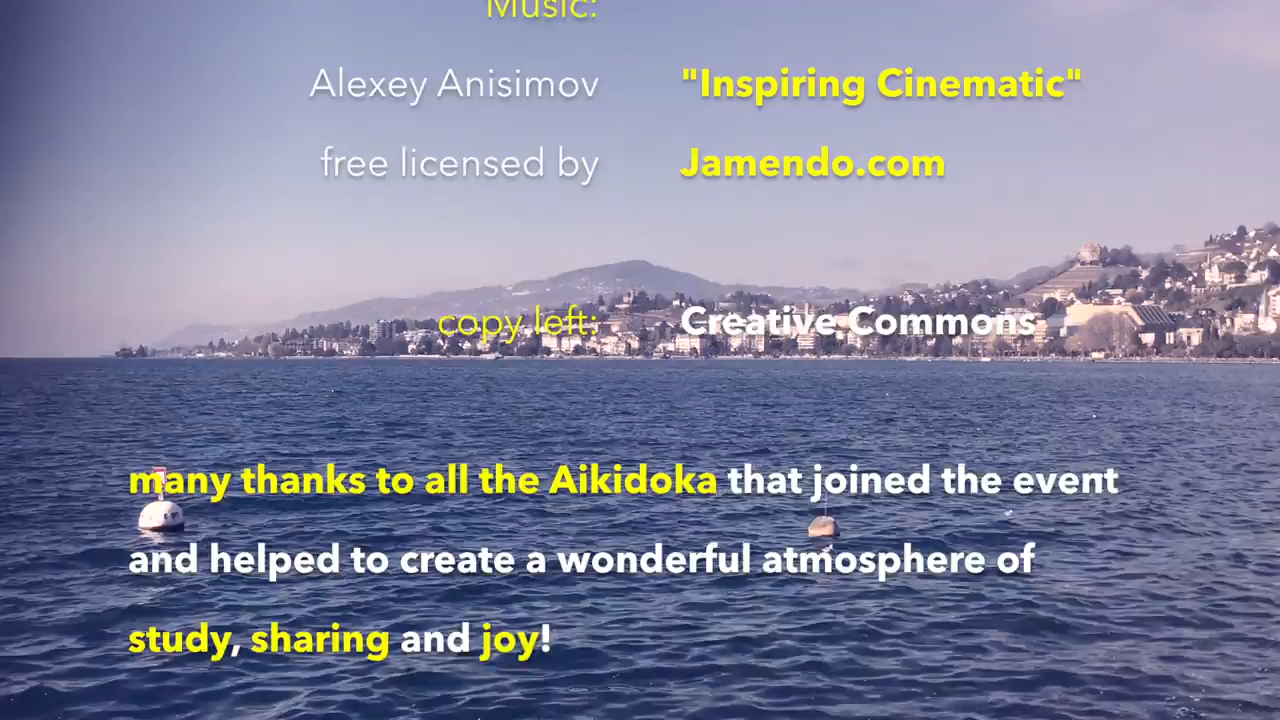 Music:
Alexey Anisimov "Inspiring Cinematic"
free licensed by Jamendo.com
copy left: Creative Commons
many thanks to all the Aikidoka that joined the event
and helped to create a wonderful atmosphere of
study, sharing and joy!